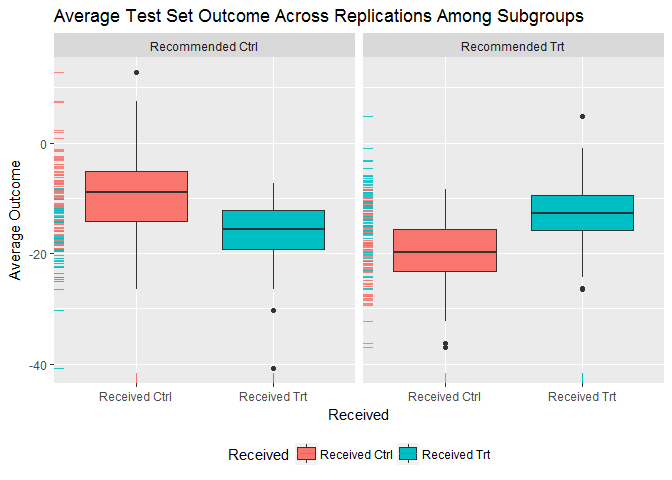 Average Test Set Outcome Across Replications Among Subgroups
Recommended Ctrl
Recommended Trt
Average Outcome
0
-20
-40
Received Ctrl
Received Trt
Received Ctrl
Received Trt
Received
Received Received Ctrl Received Trt